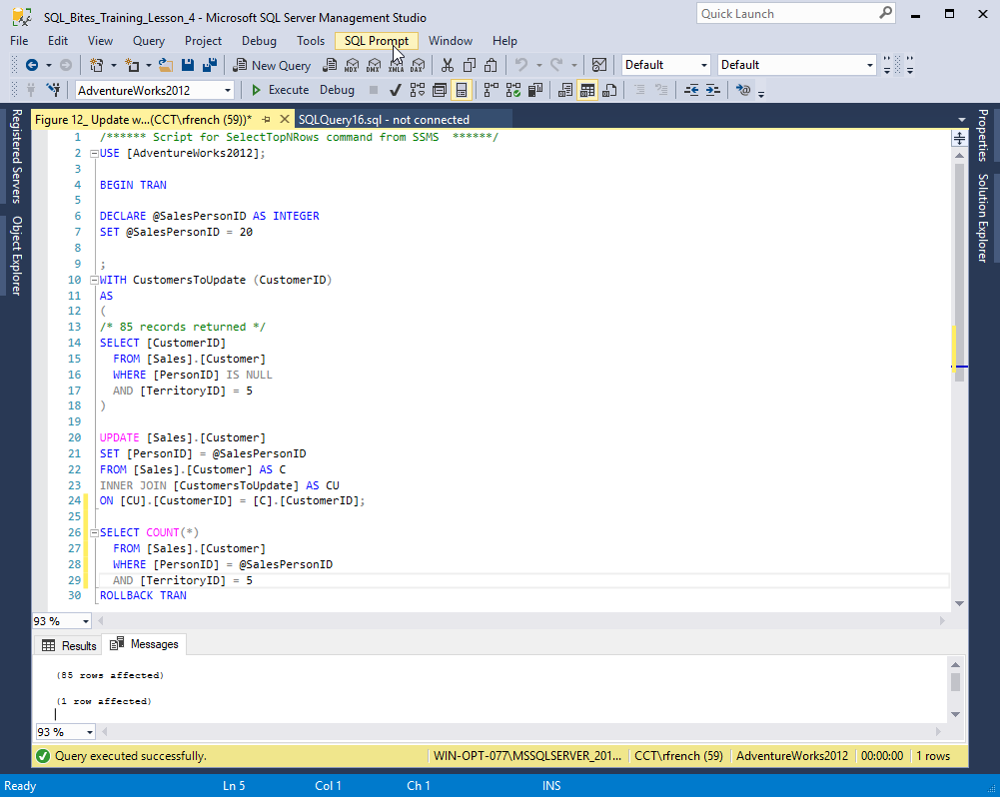 SQL_Bites_Training_Lesson_4 - Microsoft SQL Server Management Studio
Quick Launch
File Edit View Query Project Debug Tools SQL Prompt Window Help
New Query MDX DMX XMLA DAX Default Default
AdventureWorks2012 Execute Debug
Registered Servers
Object Explorer
Properties
Solution Explorer
Figure 12_ Update w...(CCT\rfrench (59))* SQLQuery16.sql - not connected
1 /****** Script for SelectTopNRows command from SSMS ******/
2 USE [AdventureWorks2012];
3
4 BEGIN TRAN
5
6 DECLARE @SalesPersonID AS INTEGER
7 SET @SalesPersonID = 20
8
9 ;
10 WITH CustomersToUpdate (CustomerID)
11 AS
12 (
13 /* 85 records returned */
14 SELECT [CustomerID]
15 FROM [Sales].[Customer]
16 WHERE [PersonID] IS NULL
17 AND [TerritoryID] = 5
18 )
19
20 UPDATE [Sales].[Customer]
21 SET [PersonID] = @SalesPersonID
22 FROM [Sales].[Customer] AS C
23 INNER JOIN [CustomersToUpdate] AS CU
24 ON [CU].[CustomerID] = [C].[CustomerID];
25
26 SELECT COUNT(*)
27 FROM [Sales].[Customer]
28 WHERE [PersonID] = @SalesPersonID
29 AND [TerritoryID] = 5
30 ROLLBACK TRAN
93 %
Results Messages
(85 rows affected)
(1 row affected)
93 %
Query executed successfully. WIN-OPT-077\MSSQLSERVER_201... CCT\rfrench (59) AdventureWorks2012 00:00:00 1 rows
Ready Ln 5 Col 1 Ch 1 INS